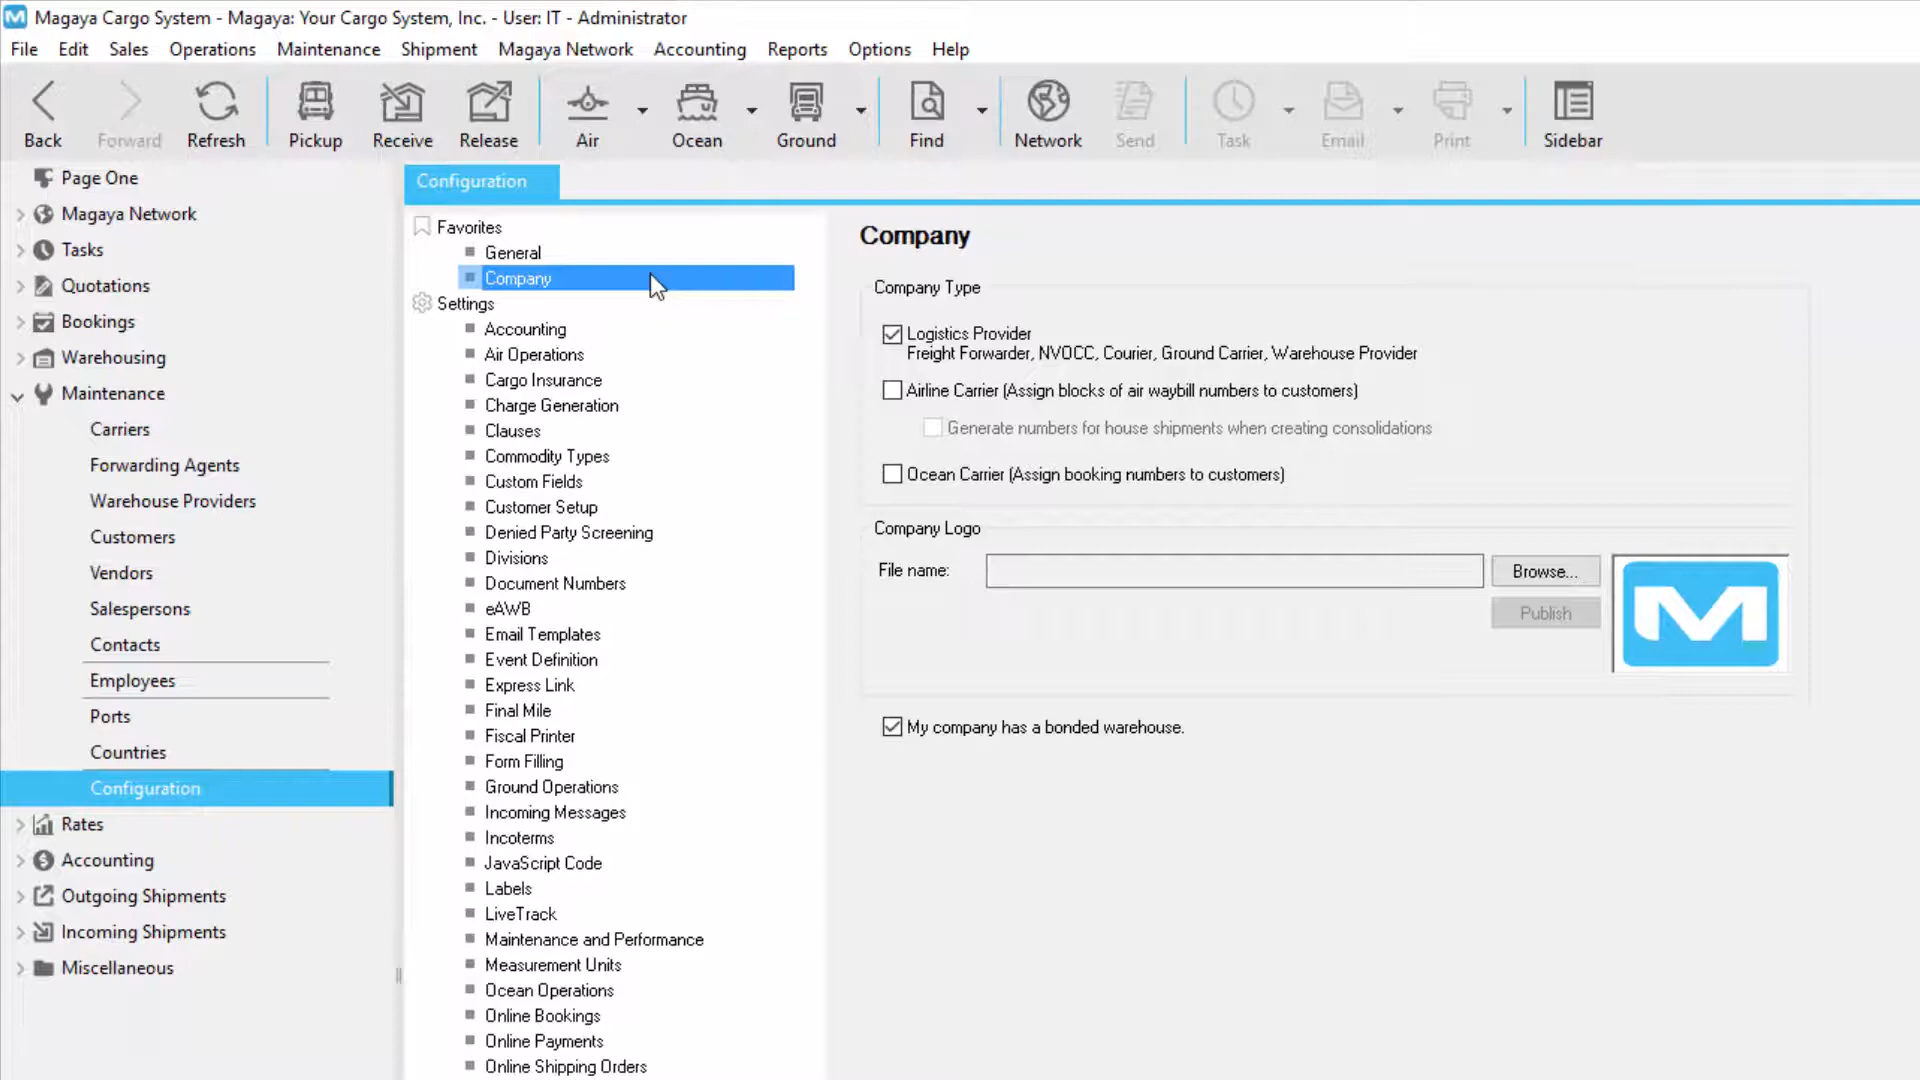 Magaya Cargo System - Magaya: Your Cargo System, Inc. - User: IT - Administrator
File Edit Sales Operations Maintenance Shipment Magaya Network Accounting Reports Options Help
Back Forward Refresh Pickup Receive Release Air Ocean Ground Find Network Send Task Email Print Sidebar
Page One
Magaya Network
Tasks
Quotations
Bookings
Warehousing
Maintenance
Carriers
Forwarding Agents
Warehouse Providers
Customers
Vendors
Salespersons
Contacts
Employees
Ports
Countries
Configuration
Rates
Accounting
Outgoing Shipments
Incoming Shipments
Miscellaneous
Configuration
Favorites
General
Company
Settings
Accounting
Air Operations
Cargo Insurance
Charge Generation
Clauses
Commodity Types
Custom Fields
Customer Setup
Denied Party Screening
Divisions
Document Numbers
eAWB
Email Templates
Event Definition
Express Link
Final Mile
Fiscal Printer
Form Filling
Ground Operations
Incoming Messages
Incoterms
JavaScript Code
Labels
LiveTrack
Maintenance and Performance
Measurement Units
Ocean Operations
Online Bookings
Online Payments
Online Shipping Orders
Company
Company Type
Logistics Provider
Freight Forwarder, NVOCC, Courier, Ground Carrier, Warehouse Provider
Airline Carrier (Assign blocks of air waybill numbers to customers)
Generate numbers for house shipments when creating consolidations
Ocean Carrier (Assign booking numbers to customers)
Company Logo
File name:
Browse...
Publish
M
My company has a bonded warehouse.